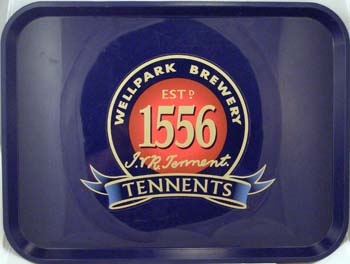 WELLPARK BREWERY
ESTD
1556
J.&R. Tennent
TENNENTS